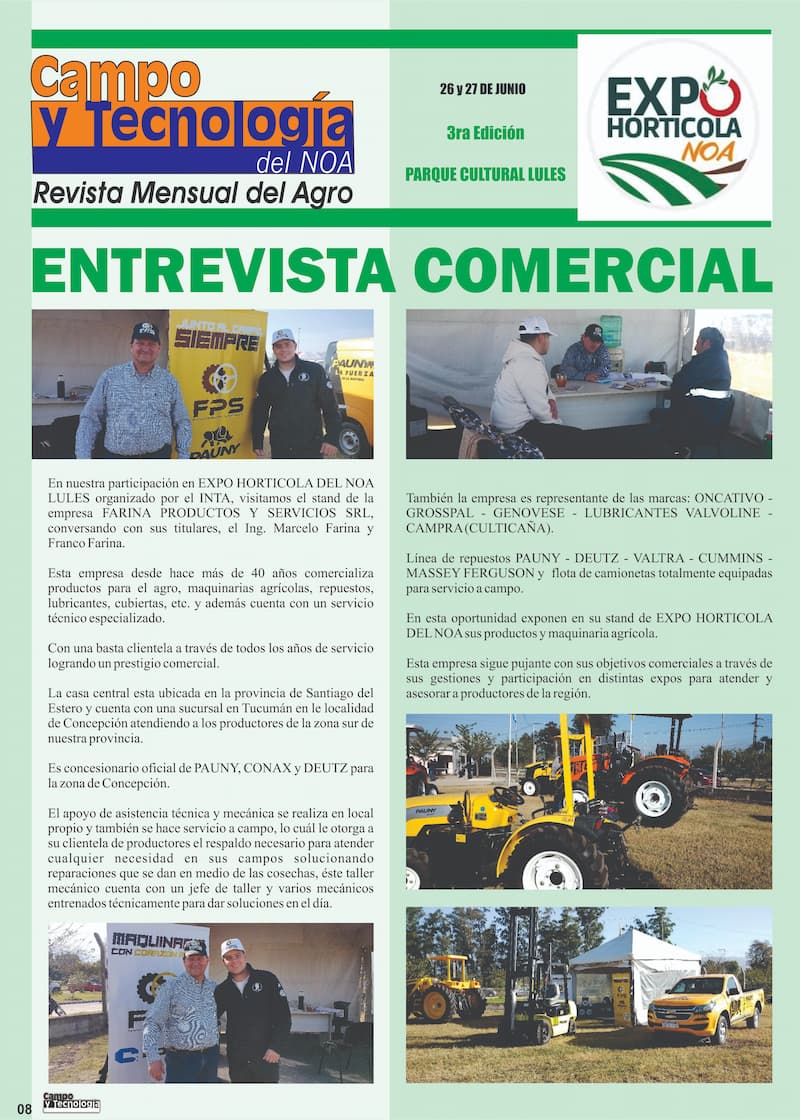 Campo
y Tecnología
del NOA
Revista Mensual del Agro
26 y 27 DE JUNIO
3ra Edición
PARQUE CULTURAL LULES
EXPO
HORTICOLA
NOA
ENTREVISTA COMERCIAL
FPS
JUNTO AL CAMPO
SIEMPRE
FPS
PAUNY
PAUNY
En nuestra participación en EXPO HORTICOLA DEL NOA
LULES organizado por el INTA, visitamos el stand de la
empresa FARINA PRODUCTOS Y SERVICIOS SRL,
conversando con sus titulares, el Ing. Marcelo Farina y
Franco Farina.
Esta empresa desde hace más de 40 años comercializa
productos para el agro, maquinarias agrícolas, repuestos,
lubricantes, cubiertas, etc. y además cuenta con un servicio
técnico especializado.
Con una basta clientela a través de todos los años de servicio
logrando un prestigio comercial.
La casa central esta ubicada en la provincia de Santiago del
Estero y cuenta con una sucursal en Tucumán en le localidad
de Concepción atendiendo a los productores de la zona sur de
nuestra provincia.
Es concesionario oficial de PAUNY, CONAX y DEUTZ para
la zona de Concepción.
El apoyo de asistencia técnica y mecánica se realiza en local
propio y también se hace servicio a campo, lo cuál le otorga a
su clientela de productores el respaldo necesario para atender
cualquier necesidad en sus campos solucionando
reparaciones que se dan en medio de las cosechas, éste taller
mecánico cuenta con un jefe de taller y varios mecánicos
entrenados técnicamente para dar soluciones en el día.
MAQUINA
CON CORAZON
FPS
También la empresa es representante de las marcas: ONCATIVO -
GROSSPAL - GENOVESE - LUBRICANTES VALVOLINE -
CAMPRA (CULTICAÑA).
Línea de repuestos PAUNY - DEUTZ - VALTRA - CUMMINS -
MASSEY FERGUSON y flota de camionetas totalmente equipadas
para servicio a campo.
En esta oportunidad exponen en su stand de EXPO HORTICOLA
DEL NOA sus productos y maquinaria agrícola.
Esta empresa sigue pujante con sus objetivos comerciales a través de
sus gestiones y participación en distintas expos para atender y
asesorar a productores de la región.
PAUNY
08
Campo
y Tecnología